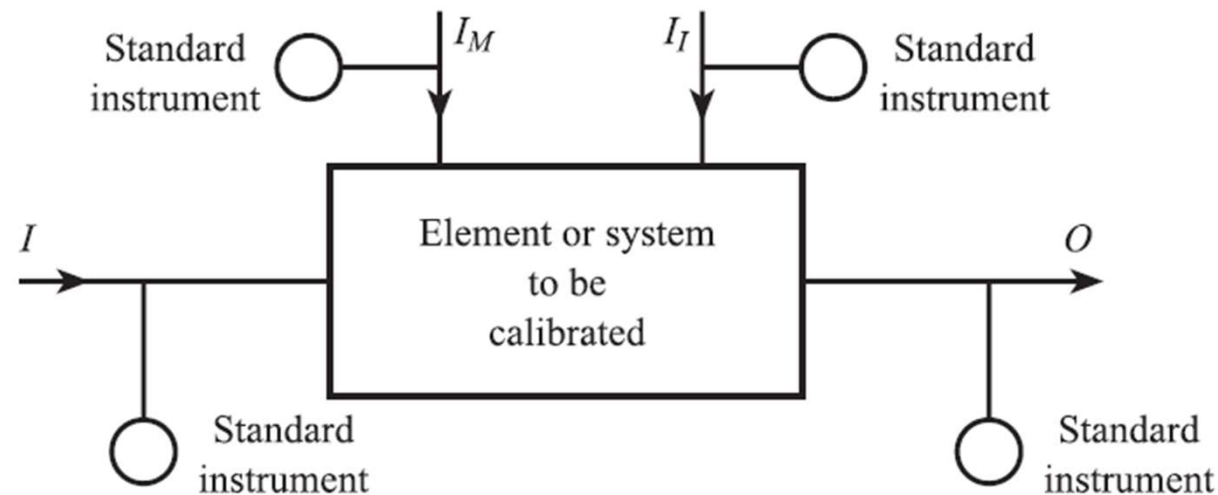 Standard
instrument
I_M
I_I
Standard
instrument
I
Element or system
to be
calibrated
O
Standard
instrument
Standard
instrument